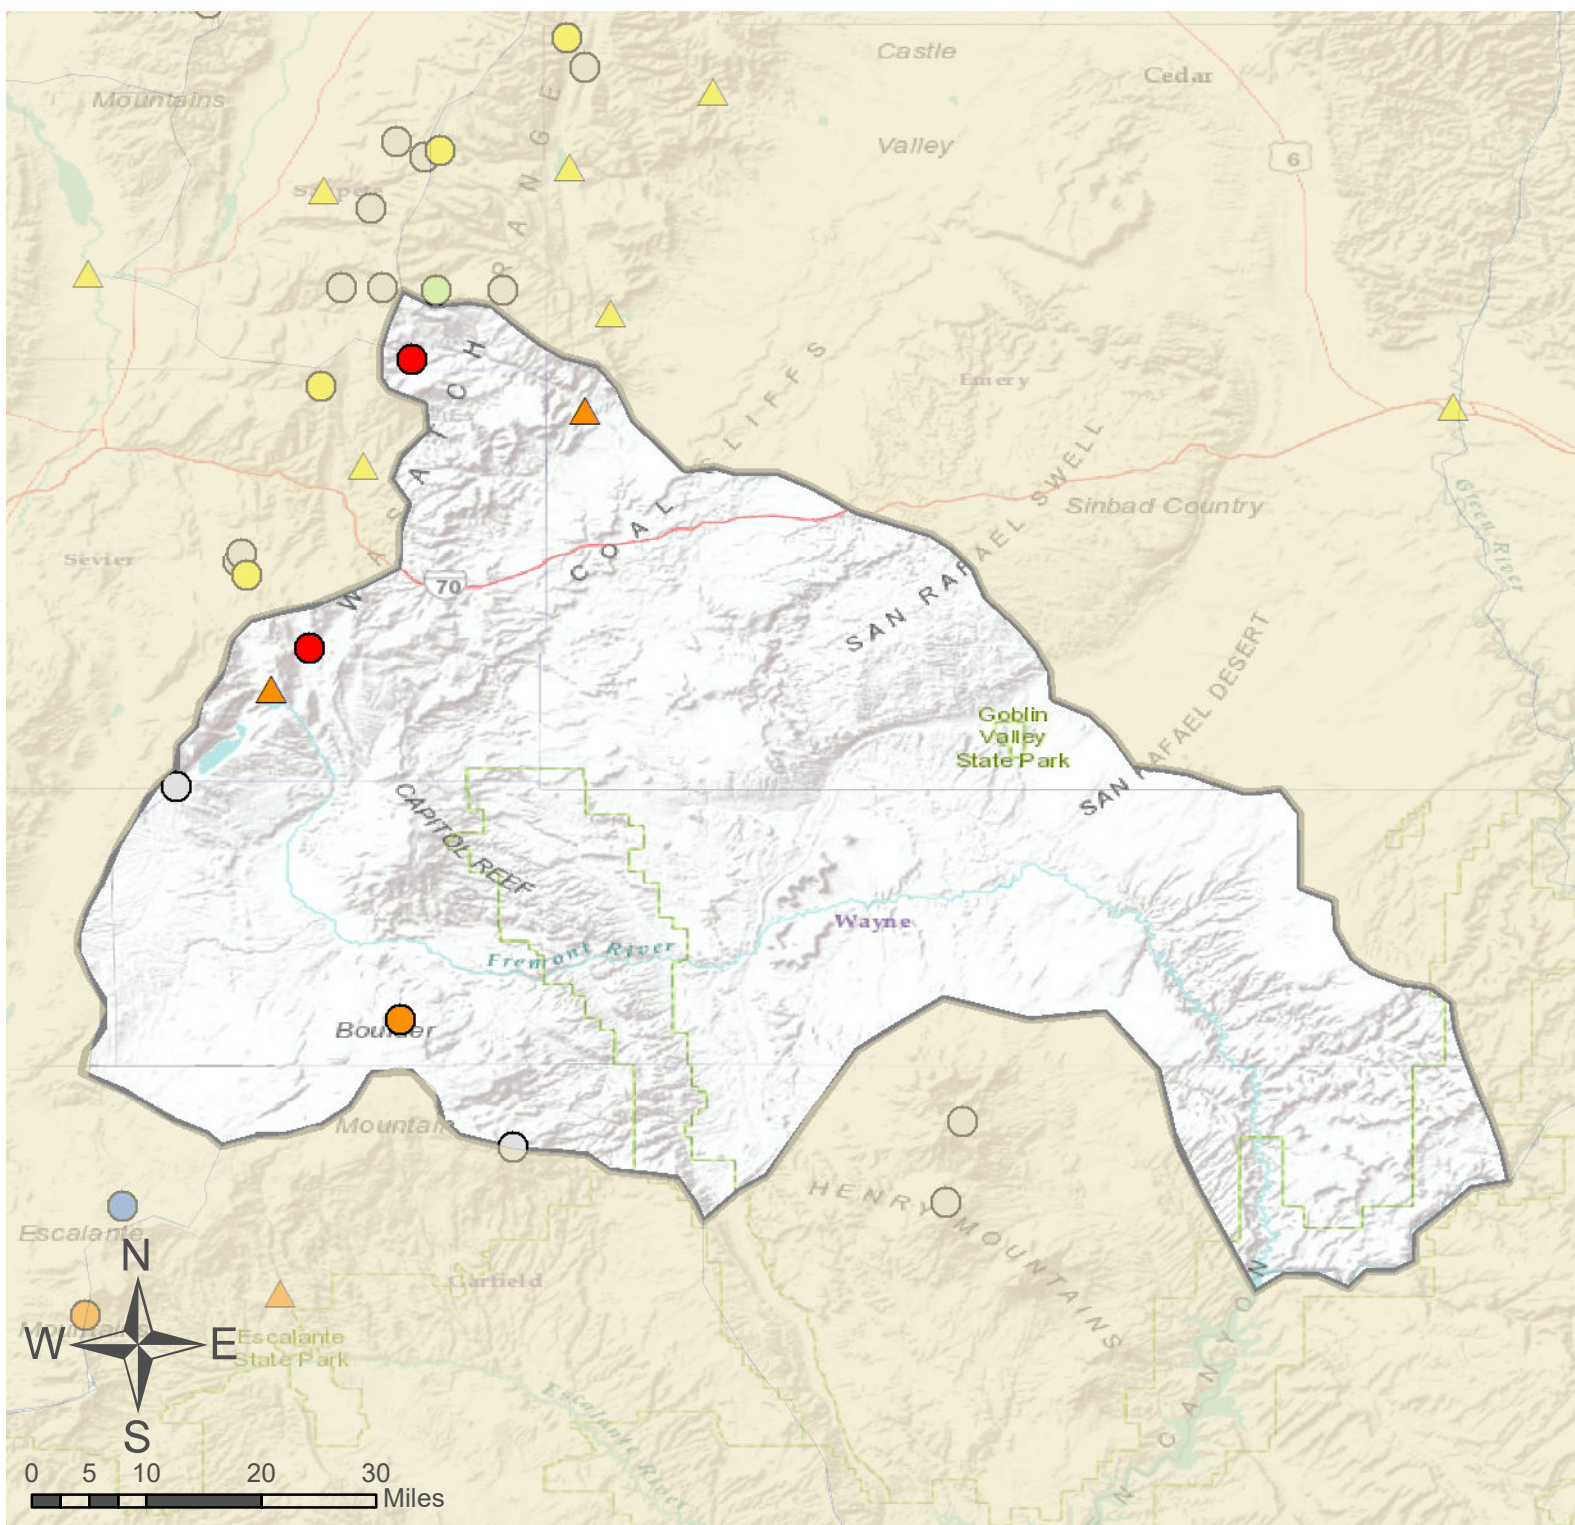 Castle
Cedar
Mountains
Valley
6
Sanpete
RANGE
WASATCH
Emery
COAL CLIFFS
SAN RAFAEL SWELL
Sinbad Country
Green River
Sevier
70
SAN RAFAEL DESERT
Goblin
Valley
State Park
CAPITOL REEF
Wayne
Fremont River
Boulder
Mountain
HENRY MOUNTAINS
Escalante
Mountains
Garfield
Escalante
State Park
Escalante River
CANYON
N
W
E
S
0 5 10 20 30
Miles